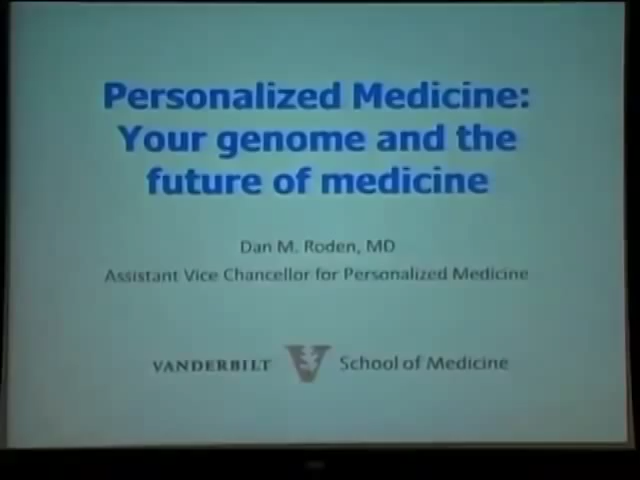 Personalized Medicine:
Your genome and the
future of medicine
Dan M. Roden, MD
Assistant Vice Chancellor for Personalized Medicine
VANDERBILT V School of Medicine